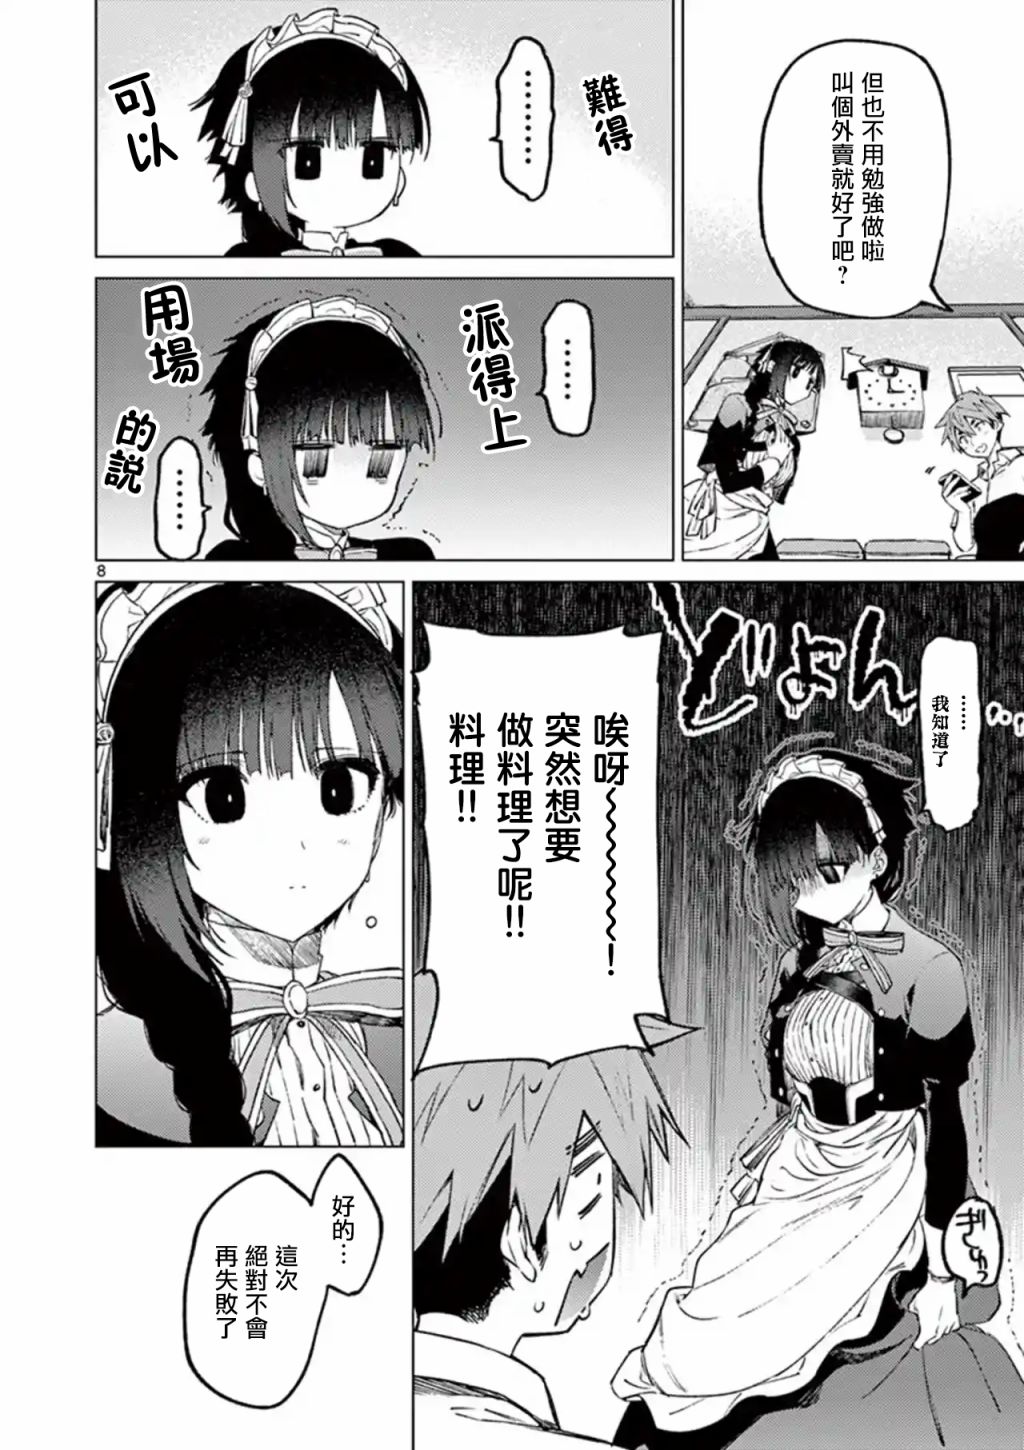 但也不用勉強做啦
叫個外賣就好了吧?
難得
………
可以
派得上
………
用場
………
的說
8
……
我知道了
どよん…
ぎゅっ
唉呀~~~~~!
突然想要
做料理了呢!!
料理!!
好的…
這次
絕對不會
再失敗了